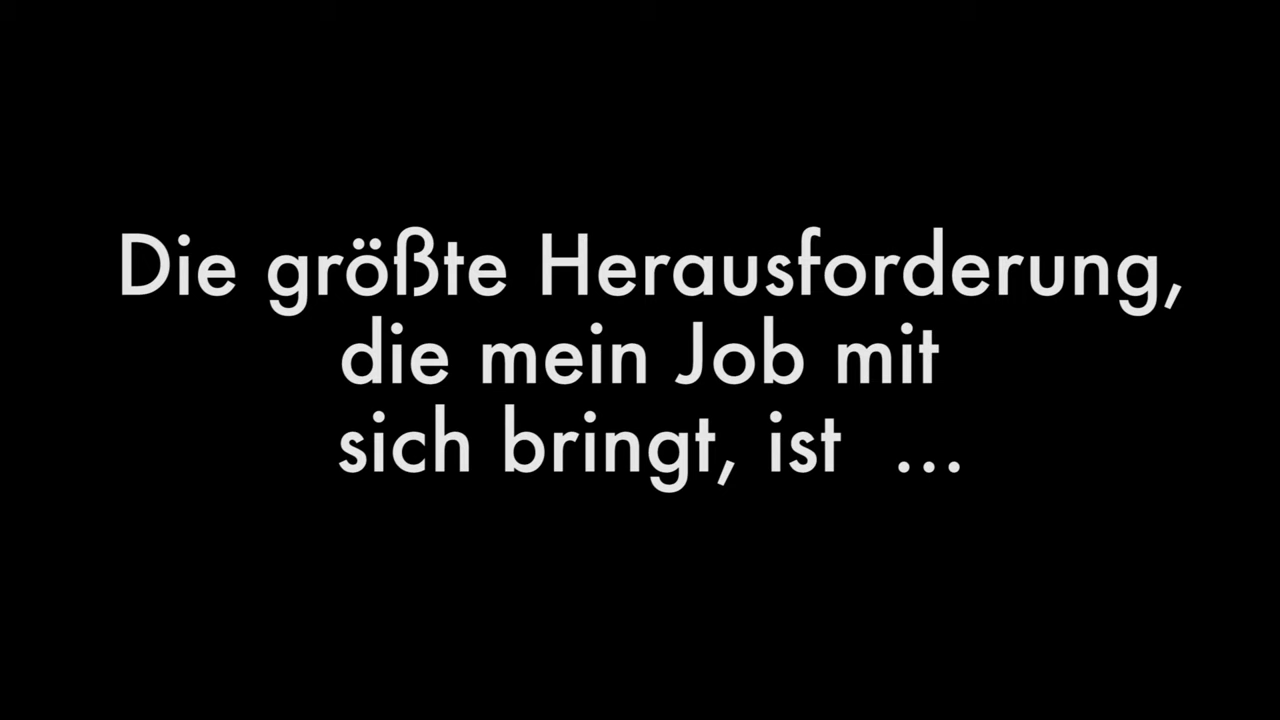 Die größte Herausforderung,
die mein Job mit
sich bringt, ist ...